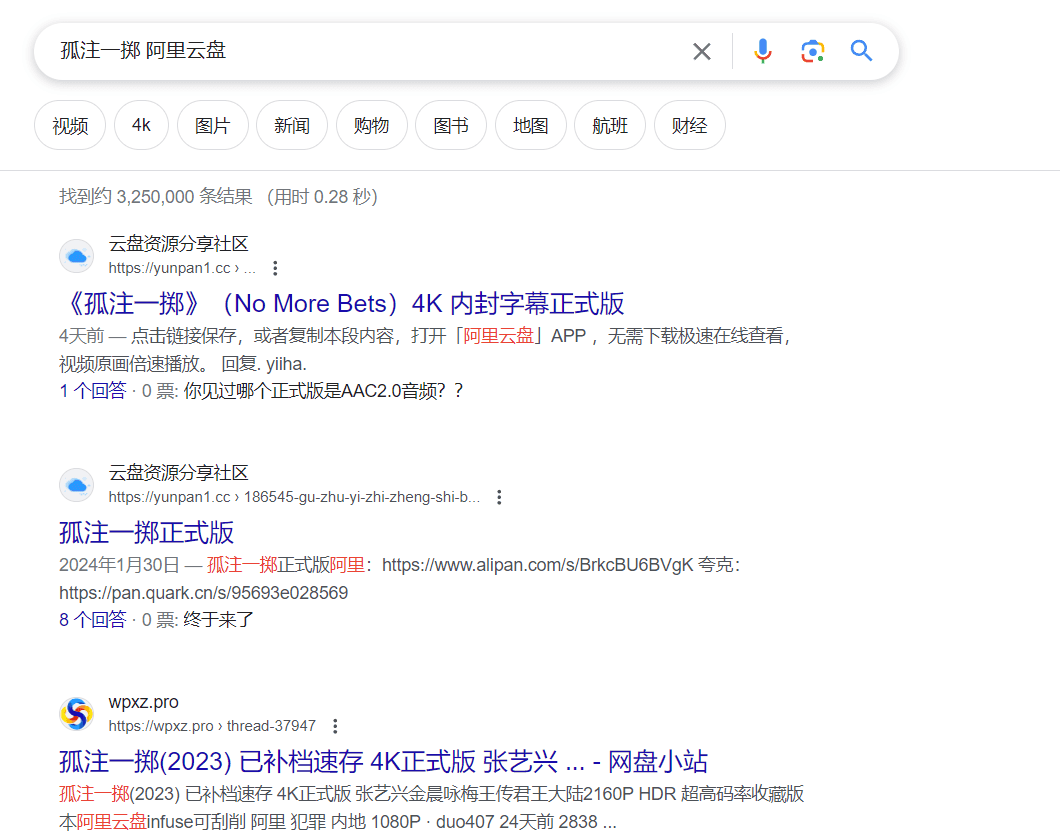 孤注一掷 阿里云盘
视频 4k 图片 新闻 购物 图书 地图 航班 财经
找到约 3,250,000 条结果 （用时 0.28 秒）
云盘资源分享社区
https://yunpan1.cc › ...
《孤注一掷》（No More Bets）4K 内封字幕正式版
4天前 — 点击链接保存，或者复制本段内容，打开「阿里云盘」APP ，无需下载极速在线查看，
视频原画倍速播放。 回复. yiiha.
1 个回答 · 0 票: 你见过哪个正式版是AAC2.0音频？？
云盘资源分享社区
https://yunpan1.cc › 186545-gu-zhu-yi-zhi-zheng-shi-b...
孤注一掷正式版
2024年1月30日 — 孤注一掷正式版阿里：https://www.alipan.com/s/BrkcBU6BVgK 夸克：
https://pan.quark.cn/s/95693e028569
8 个回答 · 0 票: 终于来了
wpxz.pro
https://wpxz.pro › thread-37947
孤注一掷(2023) 已补档速存 4K正式版 张艺兴 ... - 网盘小站
孤注一掷(2023) 已补档速存 4K正式版 张艺兴金晨咏梅王传君王大陆2160P HDR 超高码率收藏版
本阿里云盘infuse可刮削 阿里 犯罪 内地 1080P · duo407 24天前 2838 ...